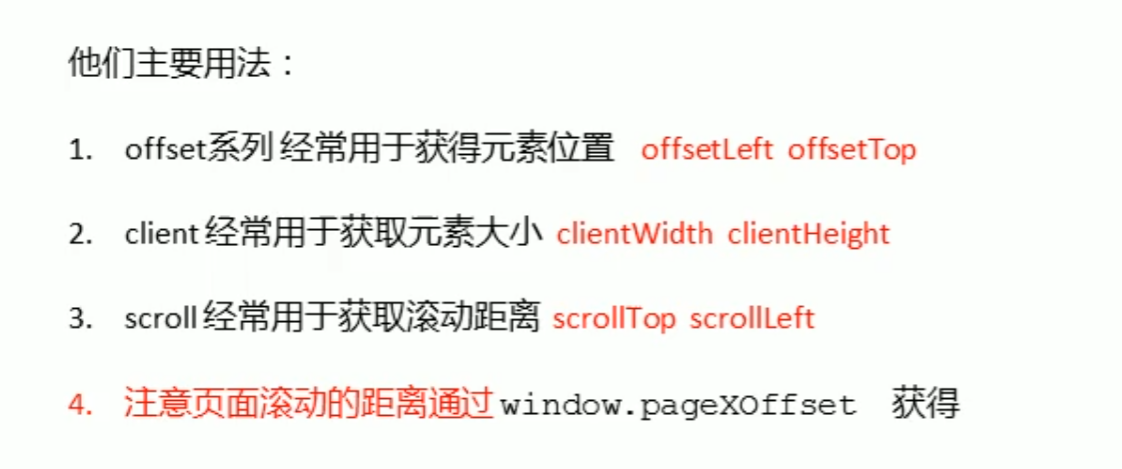 他们主要用法：
1. offset系列 经常用于获得元素位置 offsetLeft offsetTop
2. client 经常用于获取元素大小 clientWidth clientHeight
3. scroll 经常用于获取滚动距离 scrollTop scrollLeft
4. 注意页面滚动的距离通过 window.pageXOffset 获得